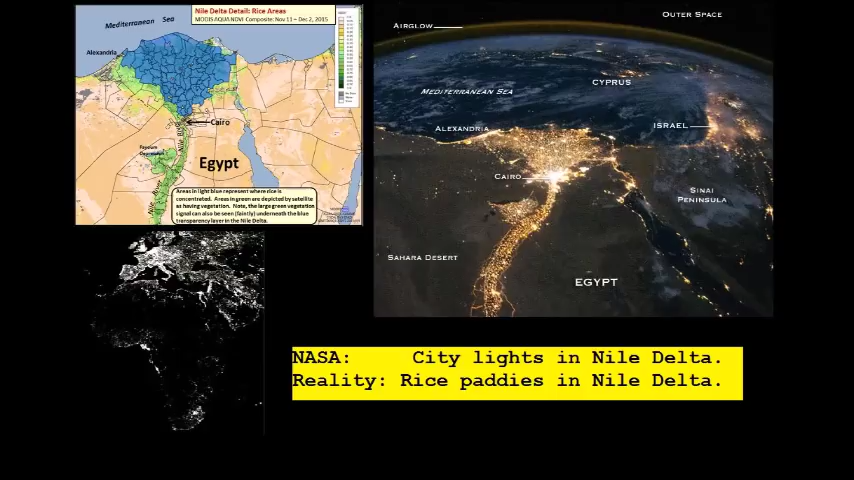 Nile Delta Detail: Rice Areas
MODIS AQUA NDVI Composite: Nov 11 - Dec 2, 2015
Mediterranean Sea
Alexandria
Cairo
Nile River
Fayoum
Egypt
Nile
Areas in light blue represent where rice is
concentrated. Areas in green are depicted by satellite
as having vegetation. Note, the large green vegetation
signal can also be seen (faintly) underneath the blue
transparency layer in the Nile Delta.
OUTER SPACE
AIRGLOW
CYPRUS
MEDITERRANEAN SEA
ISRAEL
ALEXANDRIA
CAIRO
SINAI
PENINSULA
SAHARA DESERT
EGYPT
NASA: City lights in Nile Delta.
Reality: Rice paddies in Nile Delta.